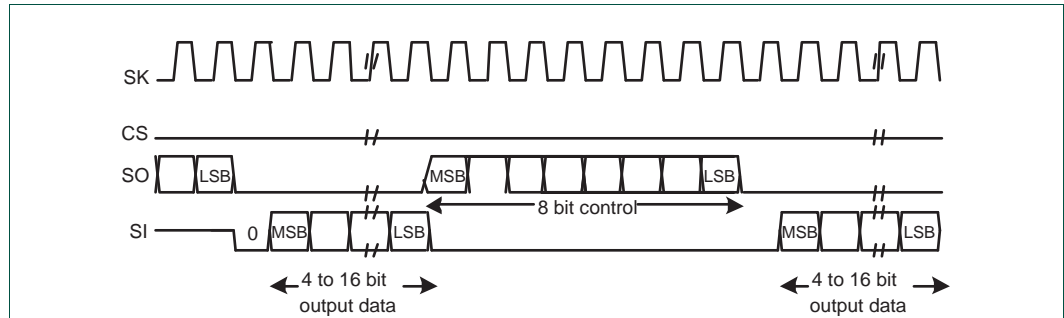 SK
CS
SO LSB MSB LSB
8 bit control
SI 0 MSB LSB MSB LSB
4 to 16 bit 4 to 16 bit
output data output data